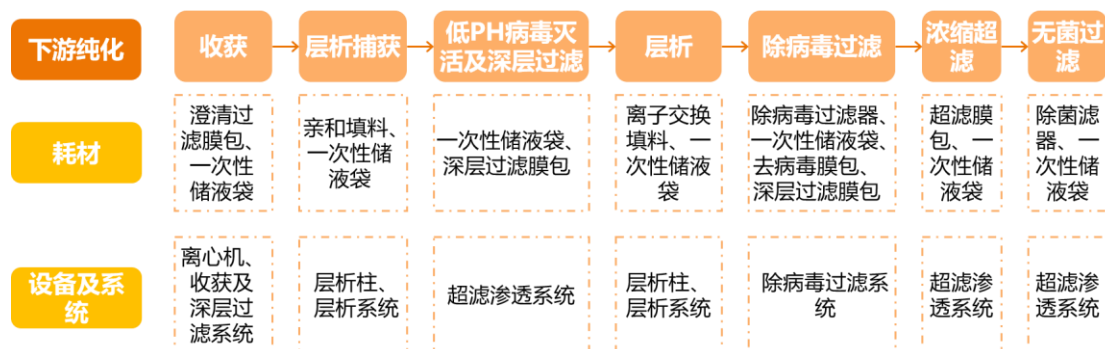 下游纯化
收获
层析捕获
低PH病毒灭
活及深层过滤
层析
除病毒过滤
浓缩超
滤
无菌过
滤
耗材
澄清过
滤膜包、
一次性
储液袋
亲和填料、
一次性储
液袋
一次性储液袋、
深层过滤膜包
离子交换
填料、一
次性储液
袋
除病毒过滤器、
一次性储液袋、
去病毒膜包、
深层过滤膜包
超滤膜
包、一次
性储液
袋
除菌滤
器、一次
性储液
袋
设备及系
统
离心机、
收获及
深层过
滤系统
层析柱、
层析系统
超滤渗透系统
层析柱、
层析系统
除病毒过滤系
统
超滤渗
透系统
超滤渗
透系统